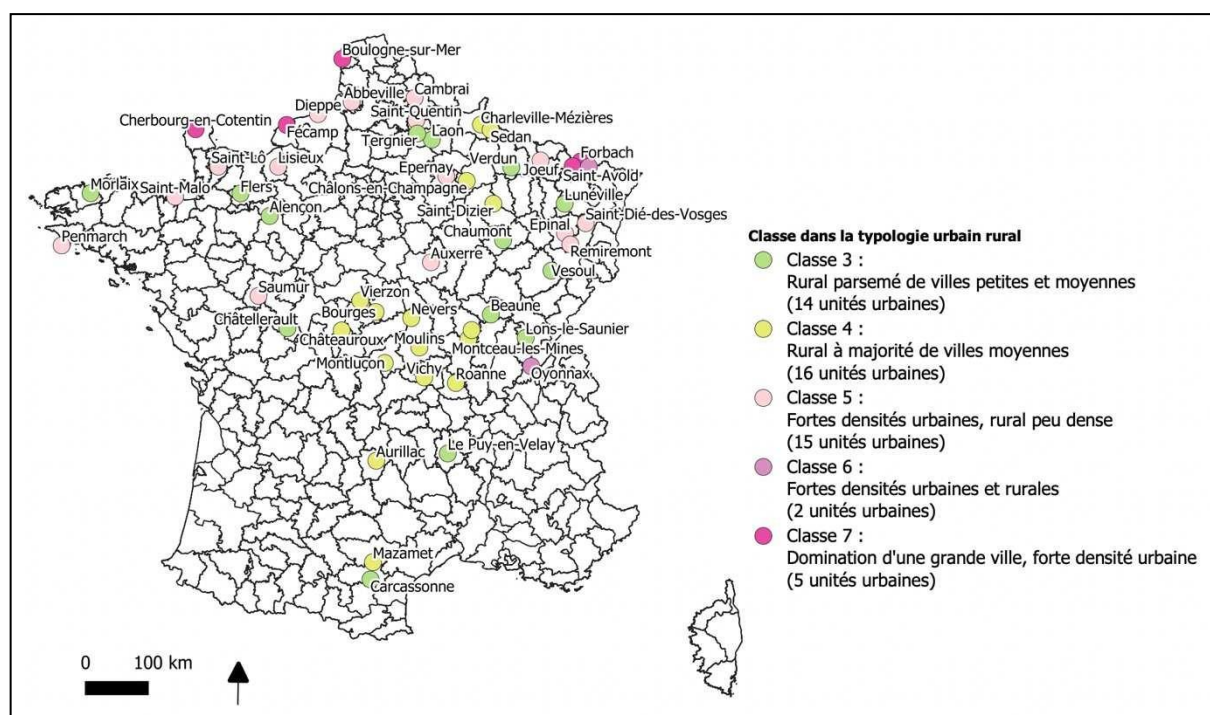 Boulogne-sur-Mer
Abbeville
Cambrai
Dieppe
Saint-Quentin
Charleville-Mézières
Cherbourg-en-Cotentin
Fécamp
Laon
Sedan
Tergnier
Forbach
Saint-Lô
Lisieux
Verdun
Epernay
Joeuf
Saint-Avold
Morlaix
Saint-Malo
Flers
Châlons-en-Champagne
Lunéville
Alençon
Saint-Dizier
Saint-Dié-des-Vosges
Chaumont
Epinal
Penmarch
Remiremont
Auxerre
Vesoul
Saumur
Vierzon
Beaune
Bourges
Nevers
Châtellerault
Lons-le-Saunier
Châteauroux
Moulins
Montceau-les-Mines
Montluçon
Vichy
Roanne
Oyonnax
Aurillac
Le Puy-en-Velay
Mazamet
Carcassonne
0 100 km
Classe dans la typologie urbain rural
Classe 3 :
Rural parsemé de villes petites et moyennes
(14 unités urbaines)
Classe 4 :
Rural à majorité de villes moyennes
(16 unités urbaines)
Classe 5 :
Fortes densités urbaines, rural peu dense
(15 unités urbaines)
Classe 6 :
Fortes densités urbaines et rurales
(2 unités urbaines)
Classe 7 :
Domination d'une grande ville, forte densité urbaine
(5 unités urbaines)